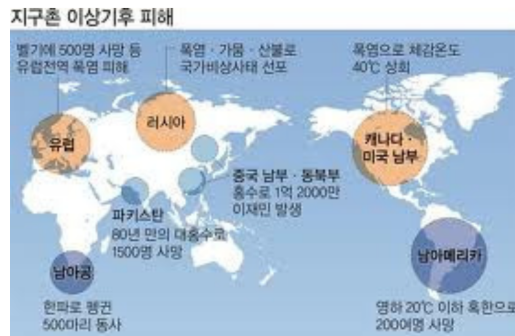 지구촌 이상기후 피해
벨기에 500명 사망 등
유럽전역 폭염 피해
폭염·가뭄·산불로
국가비상사태 선포
폭염으로 체감온도
40℃ 상회
유럽
러시아
캐나다·
미국 남부
중국 남부·동북부
홍수로 1억 2000만
이재민 발생
파키스탄
80년 만의 대홍수로
1500명 사망
남아공
한파로 펭귄
500마리 동사
남아메리카
영하 20℃ 이하 혹한으로
200여명 사망